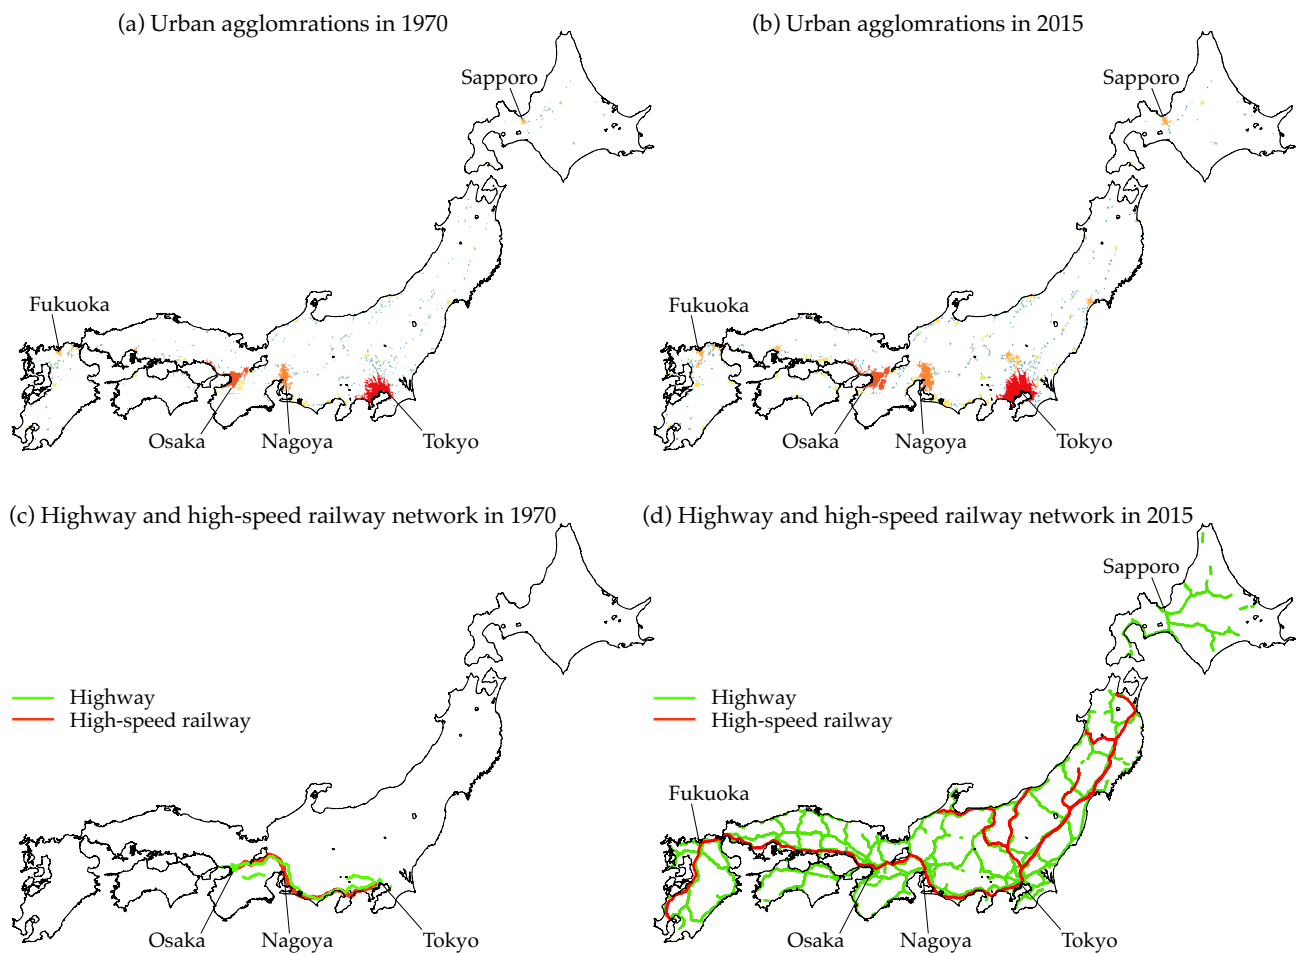 (a) Urban agglomrations in 1970
(b) Urban agglomrations in 2015
Sapporo
Sapporo
Fukuoka
Fukuoka
Osaka
Nagoya
Tokyo
Osaka
Nagoya
Tokyo
(c) Highway and high-speed railway network in 1970
(d) Highway and high-speed railway network in 2015
Sapporo
Highway
High-speed railway
Highway
High-speed railway
Fukuoka
Osaka
Nagoya
Tokyo
Osaka
Nagoya
Tokyo